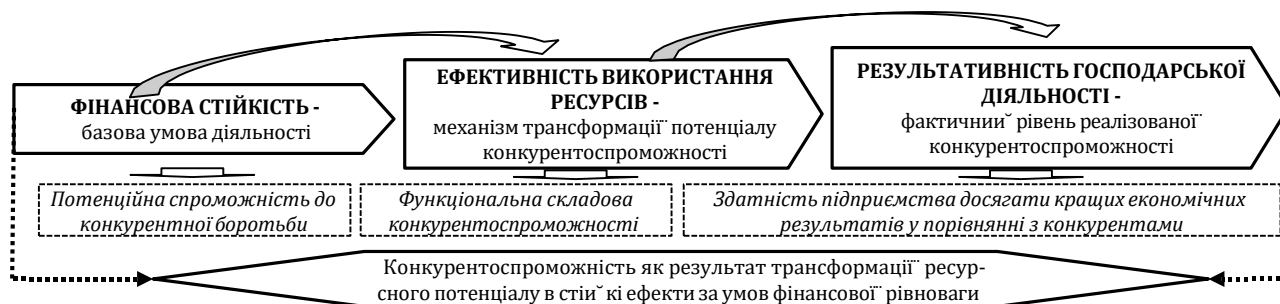 ФІНАНСОВА СТІЙКІСТЬ -
базова умова діяльності
ЕФЕКТИВНІСТЬ ВИКОРИСТАННЯ
РЕСУРСІВ -
механізм трансформації потенціалу
конкурентоспроможності
РЕЗУЛЬТАТИВНІСТЬ ГОСПОДАРСЬКОЇ
ДІЯЛЬНОСТІ -
фактичний рівень реалізованої
конкурентоспроможності
Потенційна спроможність до
конкурентної боротьби
Функціональна складова
конкурентоспроможності
Здатність підприємства досягати кращих економічних
результатів у порівнянні з конкурентами
Конкурентоспроможність як результат трансформації ресур-
сного потенціалу в стійкі ефекти за умов фінансової рівноваги